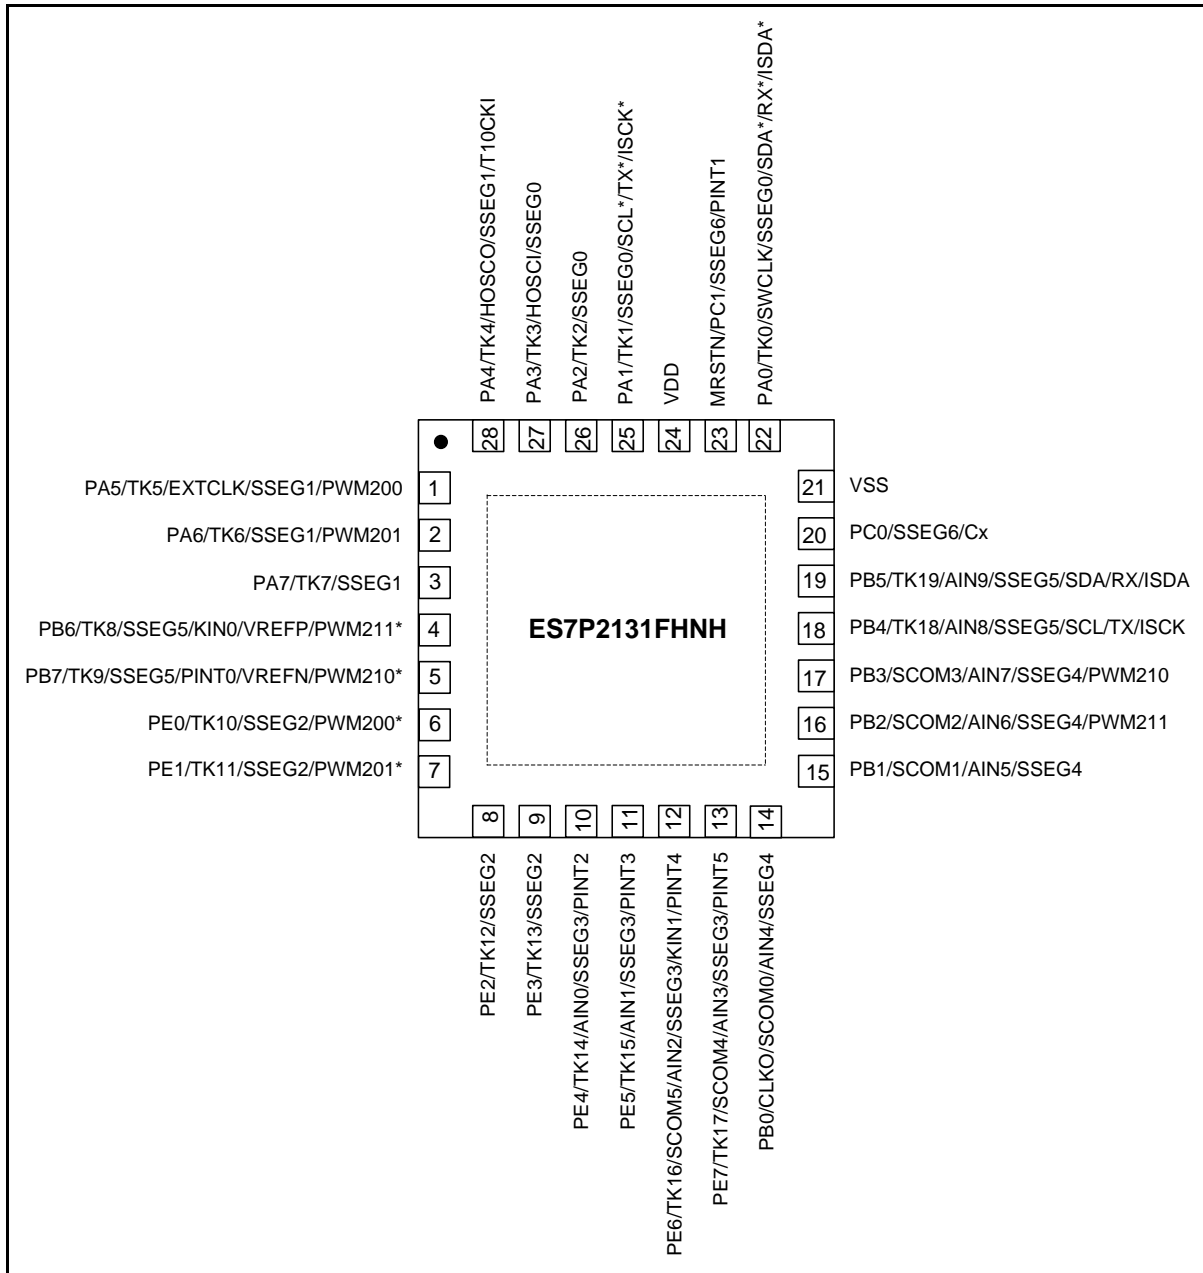 PA4/TK4/HOSCO/SSEG1/T10CKI
PA3/TK3/HOSCI/SSEG0
PA2/TK2/SSEG0
PA1/TK1/SSEG0/SCL*/TX*/ISCK*
VDD
MRSTN/PC1/SSEG6/PINT1
PA0/TK0/SWCLK/SSEG0/SDA*/RX*/ISDA*
28
27
26
25
24
23
22
PA5/TK5/EXTCLK/SSEG1/PWM200
1
PA6/TK6/SSEG1/PWM201
2
PA7/TK7/SSEG1
3
PB6/TK8/SSEG5/KIN0/VREFP/PWM211*
4
PB7/TK9/SSEG5/PINT0/VREFN/PWM210*
5
PE0/TK10/SSEG2/PWM200*
6
PE1/TK11/SSEG2/PWM201*
7
ES7P2131FHNH
21
VSS
20
PC0/SSEG6/Cx
19
PB5/TK19/AIN9/SSEG5/SDA/RX/ISDA
18
PB4/TK18/AIN8/SSEG5/SCL/TX/ISCK
17
PB3/SCOM3/AIN7/SSEG4/PWM210
16
PB2/SCOM2/AIN6/SSEG4/PWM211
15
PB1/SCOM1/AIN5/SSEG4
8
9
10
11
12
13
14
PE2/TK12/SSEG2
PE3/TK13/SSEG2
PE4/TK14/AIN0/SSEG3/PINT2
PE5/TK15/AIN1/SSEG3/PINT3
PE6/TK16/SCOM5/AIN2/SSEG3/KIN1/PINT4
PE7/TK17/SCOM4/AIN3/SSEG3/PINT5
PB0/CLKO/SCOM0/AIN4/SSEG4